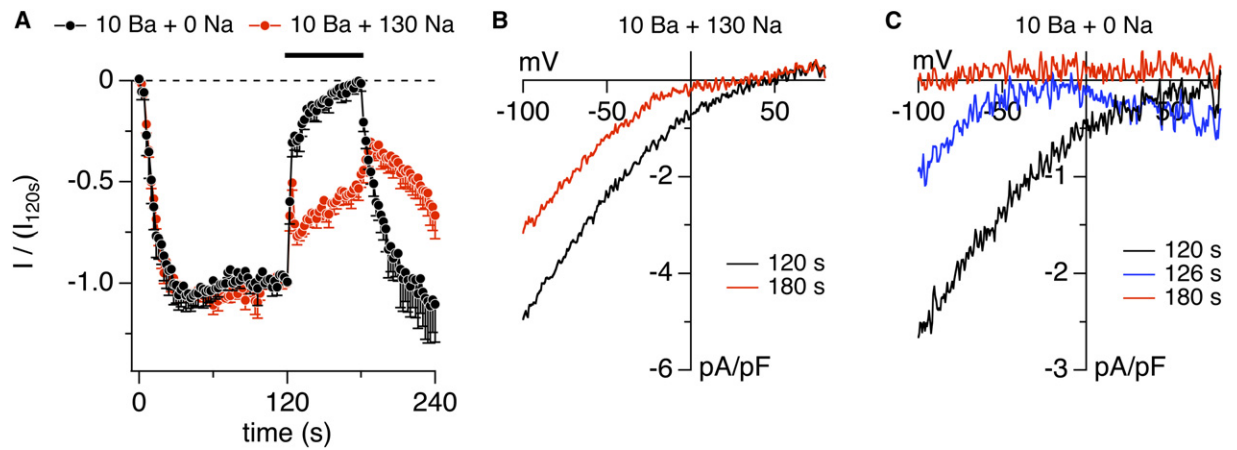 A 10 Ba + 0 Na 10 Ba + 130 Na
0
-0.5
-1.0
I / (I120s)
0 120 240
time (s)
B 10 Ba + 130 Na
mV
-100 -50 50
-2
-4
-6
pA/pF
120 s
180 s
C 10 Ba + 0 Na
mV
-100 -50 50
-1
-2
-3
pA/pF
120 s
126 s
180 s